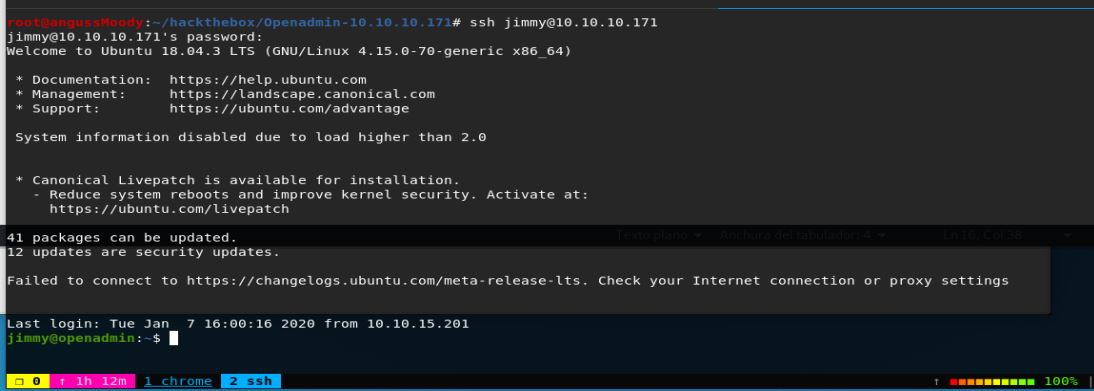 root@angussMoody:~/hackthebox/Openadmin-10.10.10.171# ssh jimmy@10.10.10.171
jimmy@10.10.10.171's password:
Welcome to Ubuntu 18.04.3 LTS (GNU/Linux 4.15.0-70-generic x86_64)

 * Documentation:  https://help.ubuntu.com
 * Management:     https://landscape.canonical.com
 * Support:        https://ubuntu.com/advantage

 System information disabled due to load higher than 2.0

 * Canonical Livepatch is available for installation.
   - Reduce system reboots and improve kernel security. Activate at:
     https://ubuntu.com/livepatch

41 packages can be updated.
Texto plano Anchura del tabulador: 4 Ln 16, Col 38
12 updates are security updates.

Failed to connect to https://changelogs.ubuntu.com/meta-release-lts. Check your Internet connection or proxy settings

Last login: Tue Jan  7 16:00:16 2020 from 10.10.15.201
jimmy@openadmin:~$
❐ 0 ↑ 1h 12m 1 chrome 2 ssh ↑ 100% |